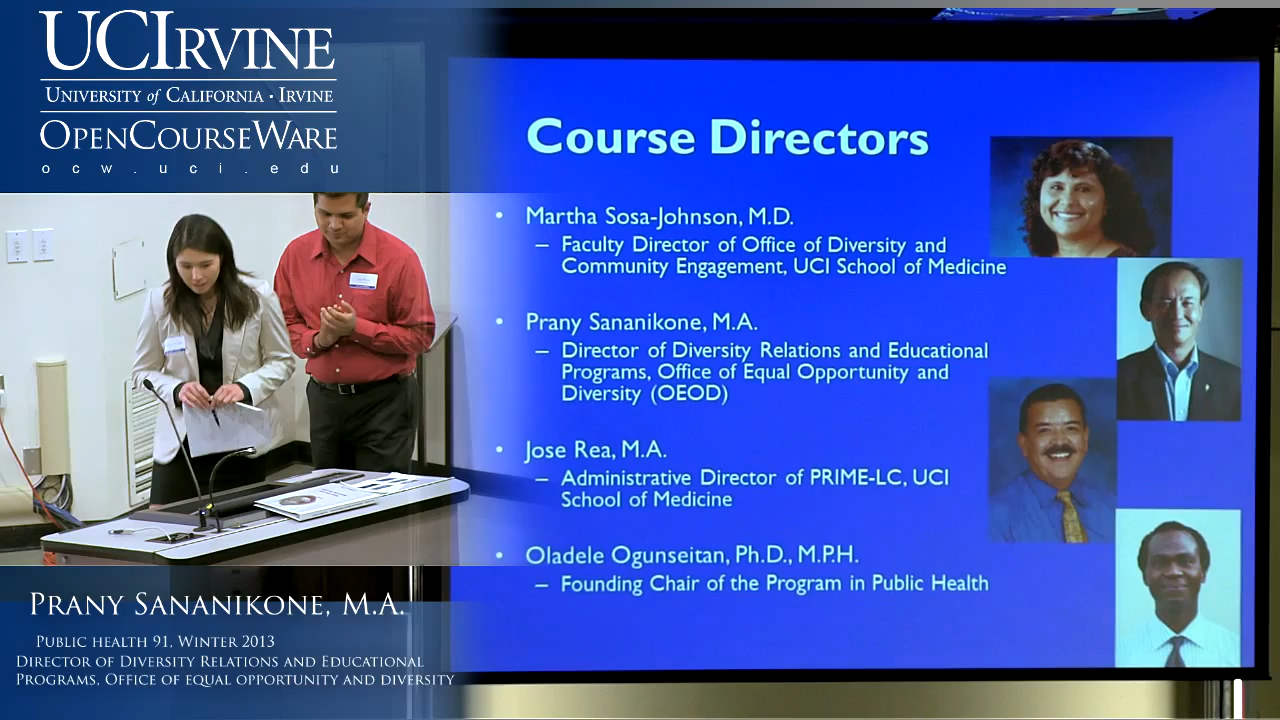 UCIRVINE
UNIVERSITY of CALIFORNIA · IRVINE
OPENCOURSEWARE
ocw.uci.edu
Course Directors
• Martha Sosa-Johnson, M.D.
– Faculty Director of Office of Diversity and
Community Engagement, UCI School of Medicine
• Prany Sananikone, M.A.
– Director of Diversity Relations and Educational
Programs, Office of Equal Opportunity and
Diversity (OEOD)
• Jose Rea, M.A.
– Administrative Director of PRIME-LC, UCI
School of Medicine
• Oladele Ogunseitan, Ph.D., M.P.H.
– Founding Chair of the Program in Public Health
PRANY SANANIKONE, M.A.
PUBLIC HEALTH 91, WINTER 2013
DIRECTOR OF DIVERSITY RELATIONS AND EDUCATIONAL
PROGRAMS, OFFICE OF EQUAL OPPORTUNITY AND DIVERSITY